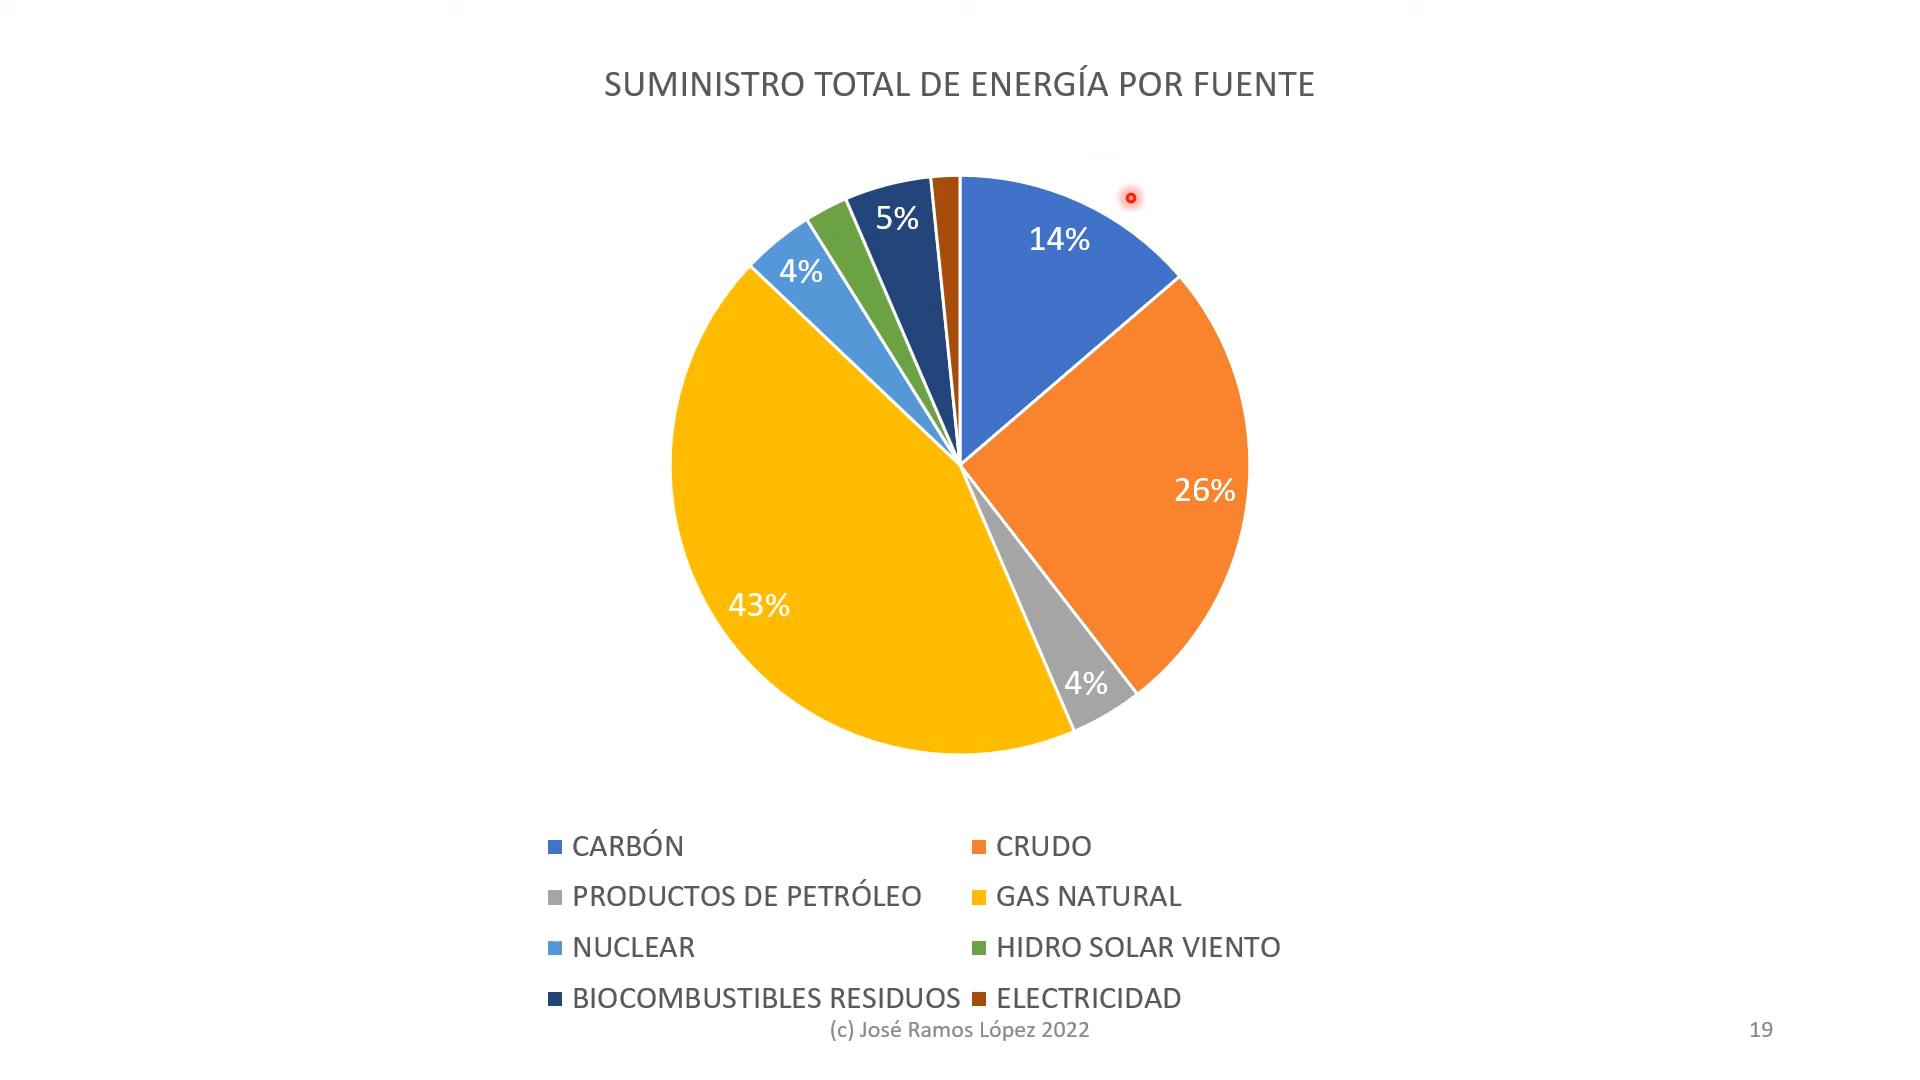 SUMINISTRO TOTAL DE ENERGÍA POR FUENTE
5%
14%
4%
26%
43%
4%
CARBÓN
CRUDO
PRODUCTOS DE PETRÓLEO
GAS NATURAL
NUCLEAR
HIDRO SOLAR VIENTO
BIOCOMBUSTIBLES RESIDUOS
ELECTRICIDAD
(c) José Ramos López 2022
19